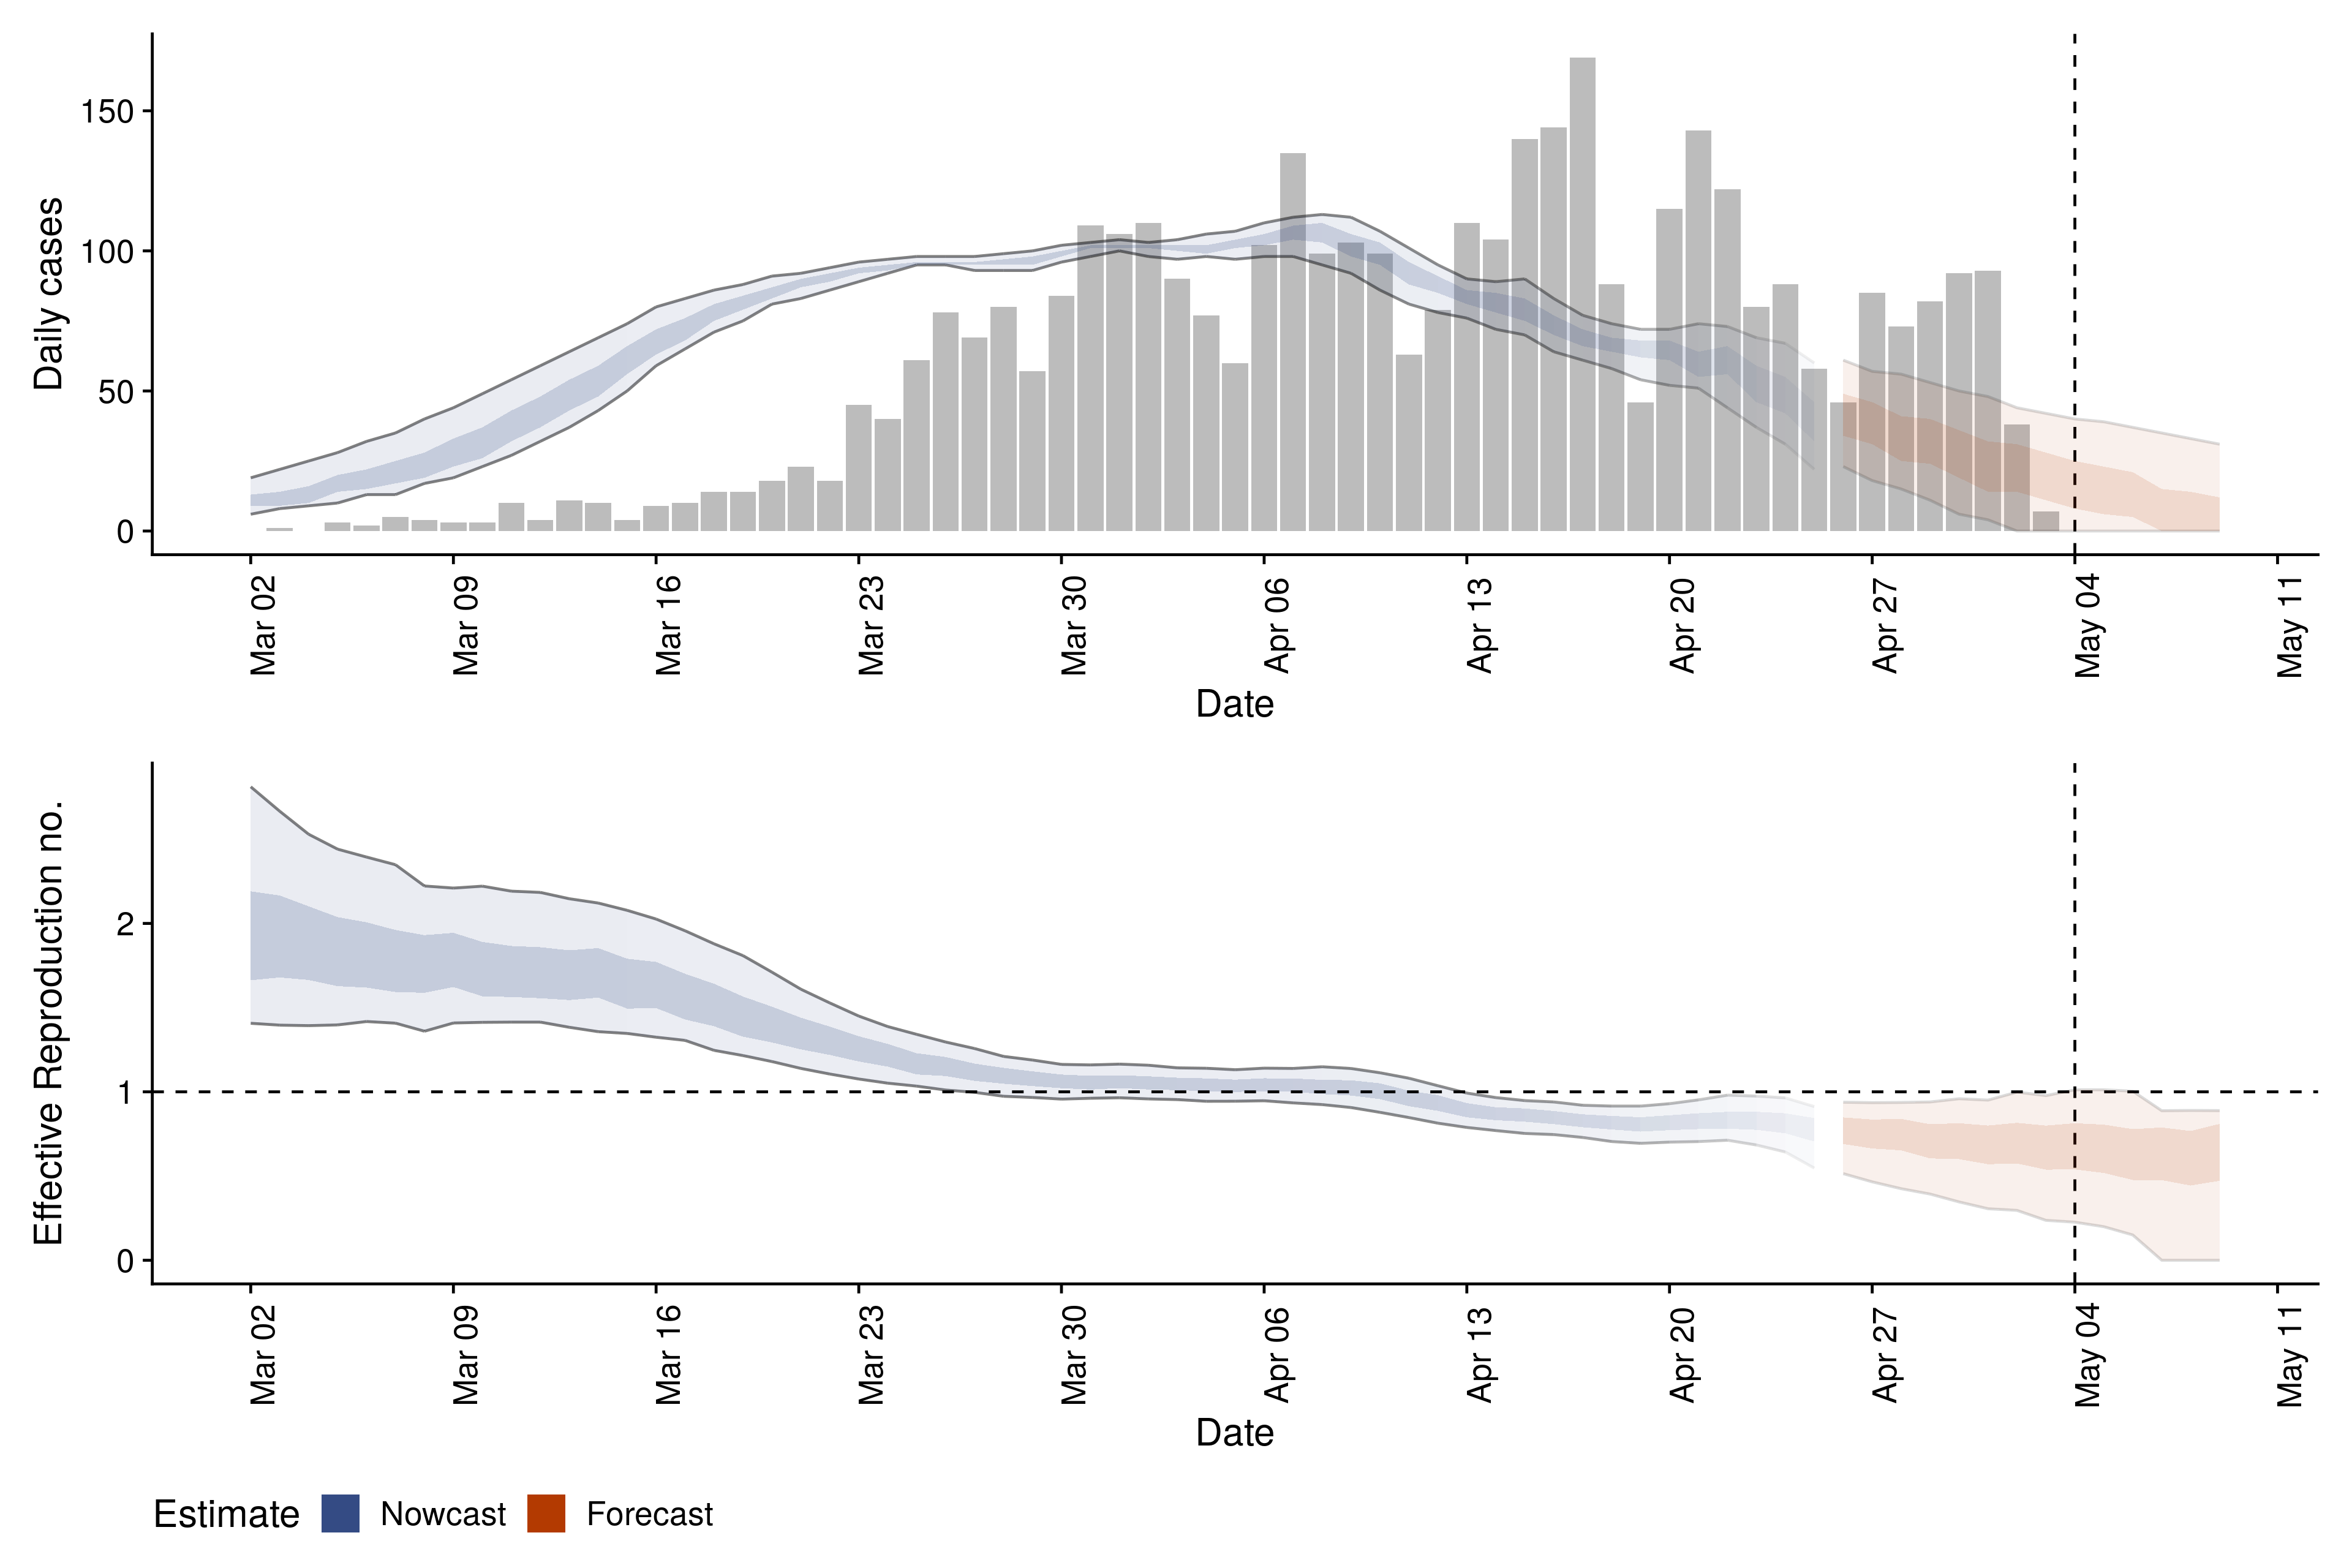 Daily cases
150
100
50
0
Mar 02
Mar 09
Mar 16
Mar 23
Mar 30
Apr 06
Apr 13
Apr 20
Apr 27
May 04
May 11
Date
Effective Reproduction no.
2
1
0
Mar 02
Mar 09
Mar 16
Mar 23
Mar 30
Apr 06
Apr 13
Apr 20
Apr 27
May 04
May 11
Date
Estimate Nowcast Forecast